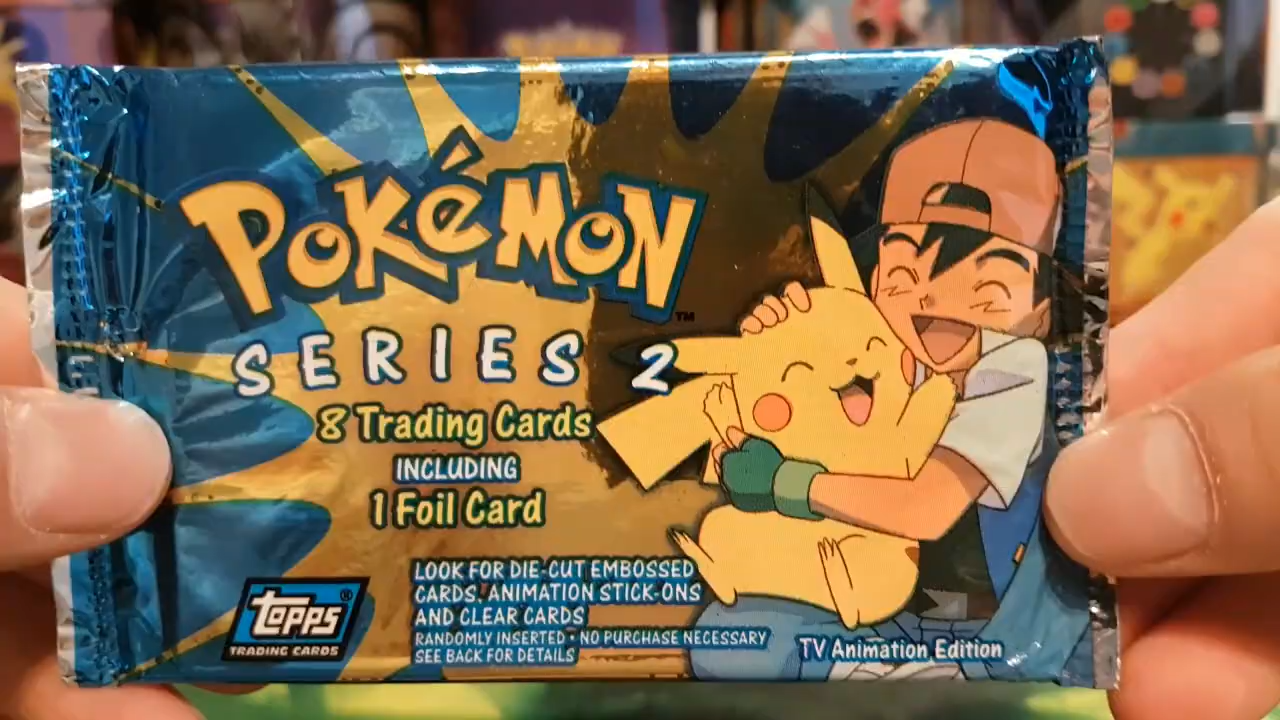 POKéMON
TM
SERIES 2
8 Trading Cards
INCLUDING
1 Foil Card
LOOK FOR DIE-CUT EMBOSSED
CARDS, ANIMATION STICK-ONS
AND CLEAR CARDS
RANDOMLY INSERTED • NO PURCHASE NECESSARY
SEE BACK FOR DETAILS
Topps®
TRADING CARDS
TV Animation Edition